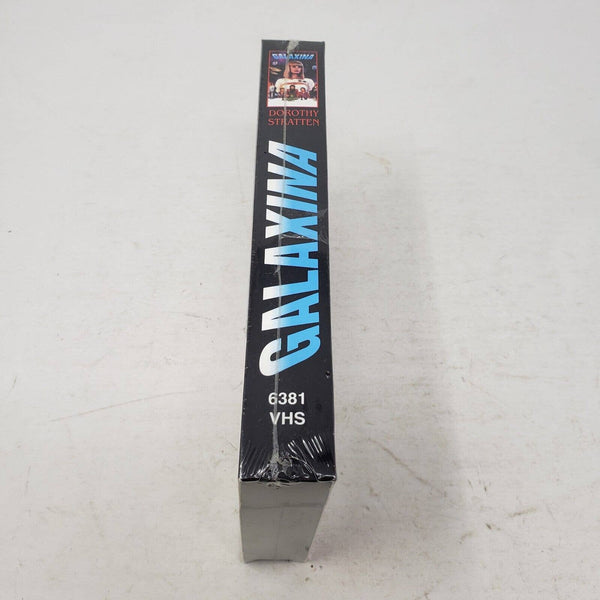 GALAXINA
DOROTHY
STRATTEN
GALAXINA
6381
VHS